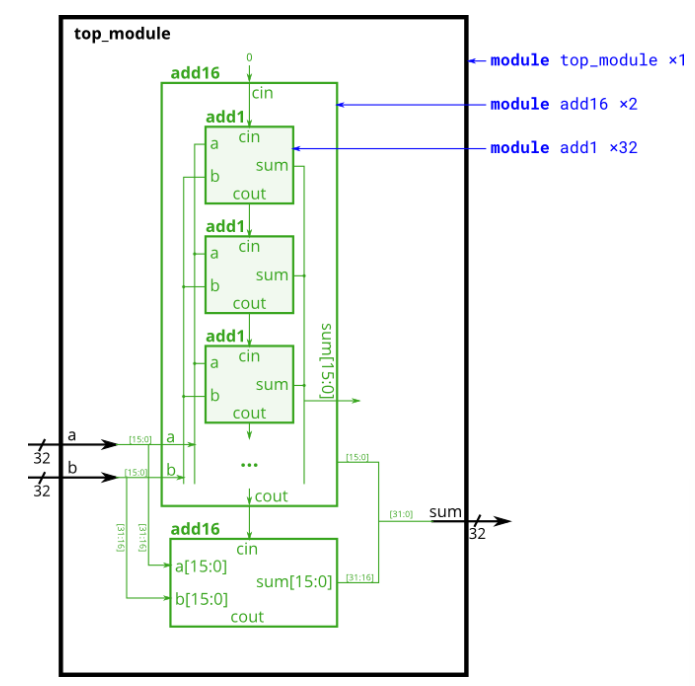 top_module
0
module top_module ×1
add16
cin
module add16 ×2
add1
cin
a
module add1 ×32
sum
b
cout
add1
cin
a
sum
b
cout
sum[15:0]
add1
cin
a
sum
b
cout
a
[15:0]
a
32
...
[15:0]
b
[15:0]
b
32
cout
sum
[31:0]
32
[31:16]
[31:16]
add16
cin
a[15:0]
sum[15:0]
[31:16]
b[15:0]
cout